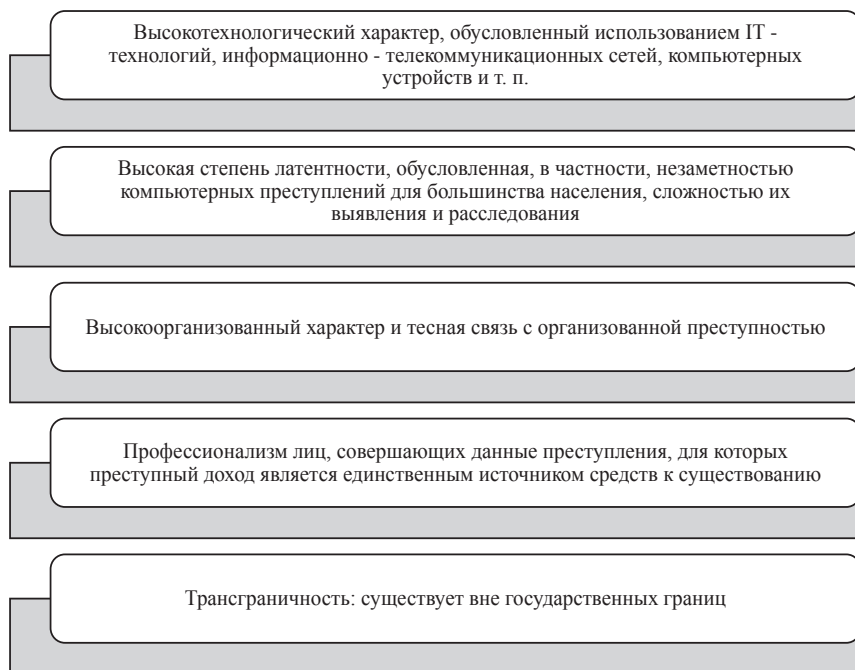 Высокотехнологический характер, обусловленный использованием IT -
технологий, информационно - телекоммуникационных сетей, компьютерных
устройств и т. п.
Высокая степень латентности, обусловленная, в частности, незаметностью
компьютерных преступлений для большинства населения, сложностью их
выявления и расследования
Высокоорганизованный характер и тесная связь с организованной преступностью
Профессионализм лиц, совершающих данные преступления, для которых
преступный доход является единственным источником средств к существованию
Трансграничность: существует вне государственных границ